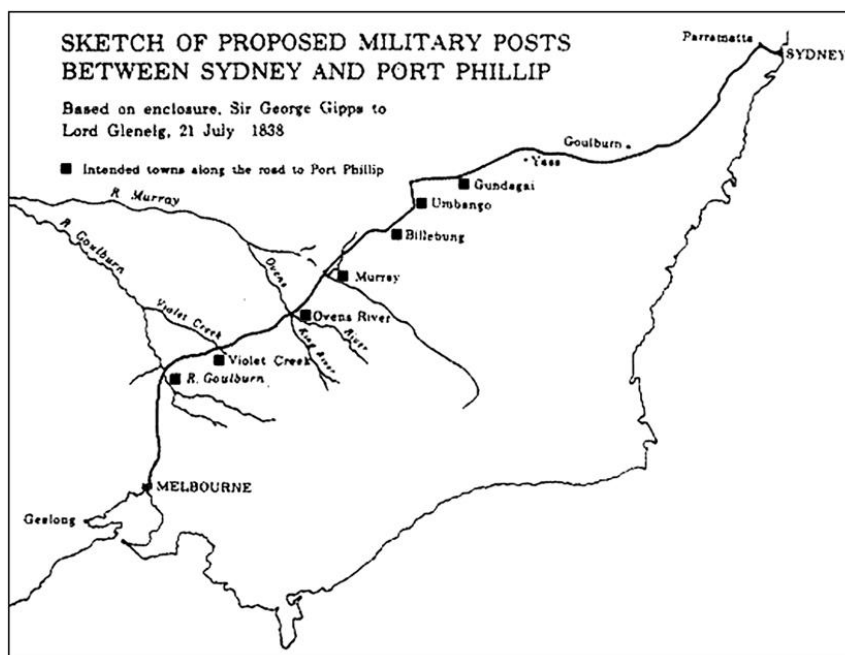 SKETCH OF PROPOSED MILITARY POSTS
BETWEEN SYDNEY AND PORT PHILLIP
Based on enclosure, Sir George Gipps to
Lord Glenelg, 21 July 1838
■ Intended towns along the road to Port Phillip
Parramatta
SYDNEY
Goulburn
Yass
Gundagai
Umbango
Billebung
R. Murray
R. Goulburn
Ovens
Murray
Violet Creek
Ovens River
River
King River
Violet Creek
R. Goulburn
MELBOURNE
Geelong